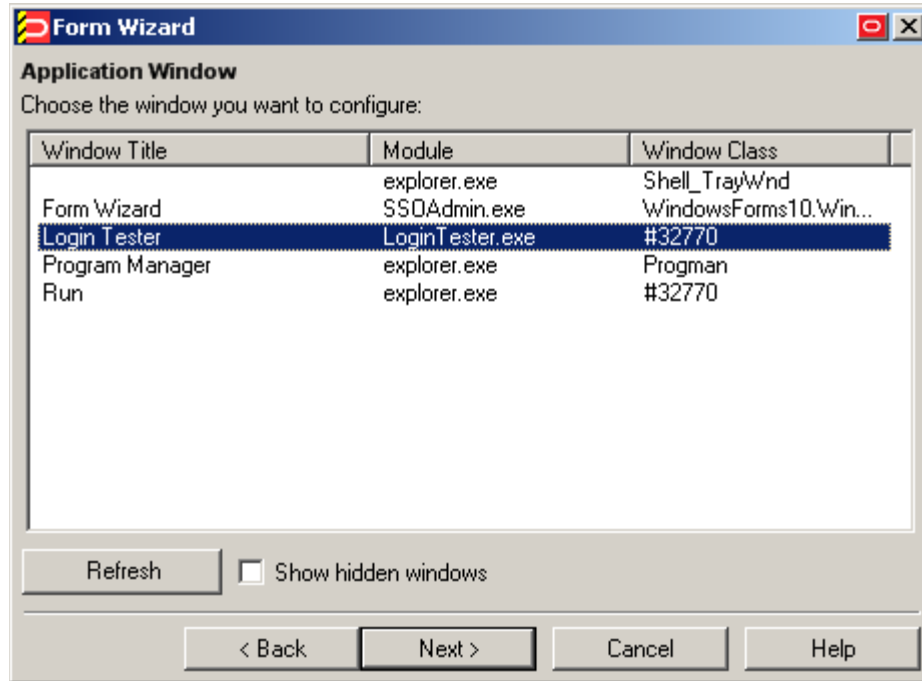 Form Wizard
Application Window
Choose the window you want to configure:
Window Title Module Window Class
explorer.exe Shell_TrayWnd
Form Wizard SSOAdmin.exe WindowsForms10.Win...
Login Tester LoginTester.exe #32770
Program Manager explorer.exe Progman
Run explorer.exe #32770
Refresh Show hidden windows
< Back Next > Cancel Help